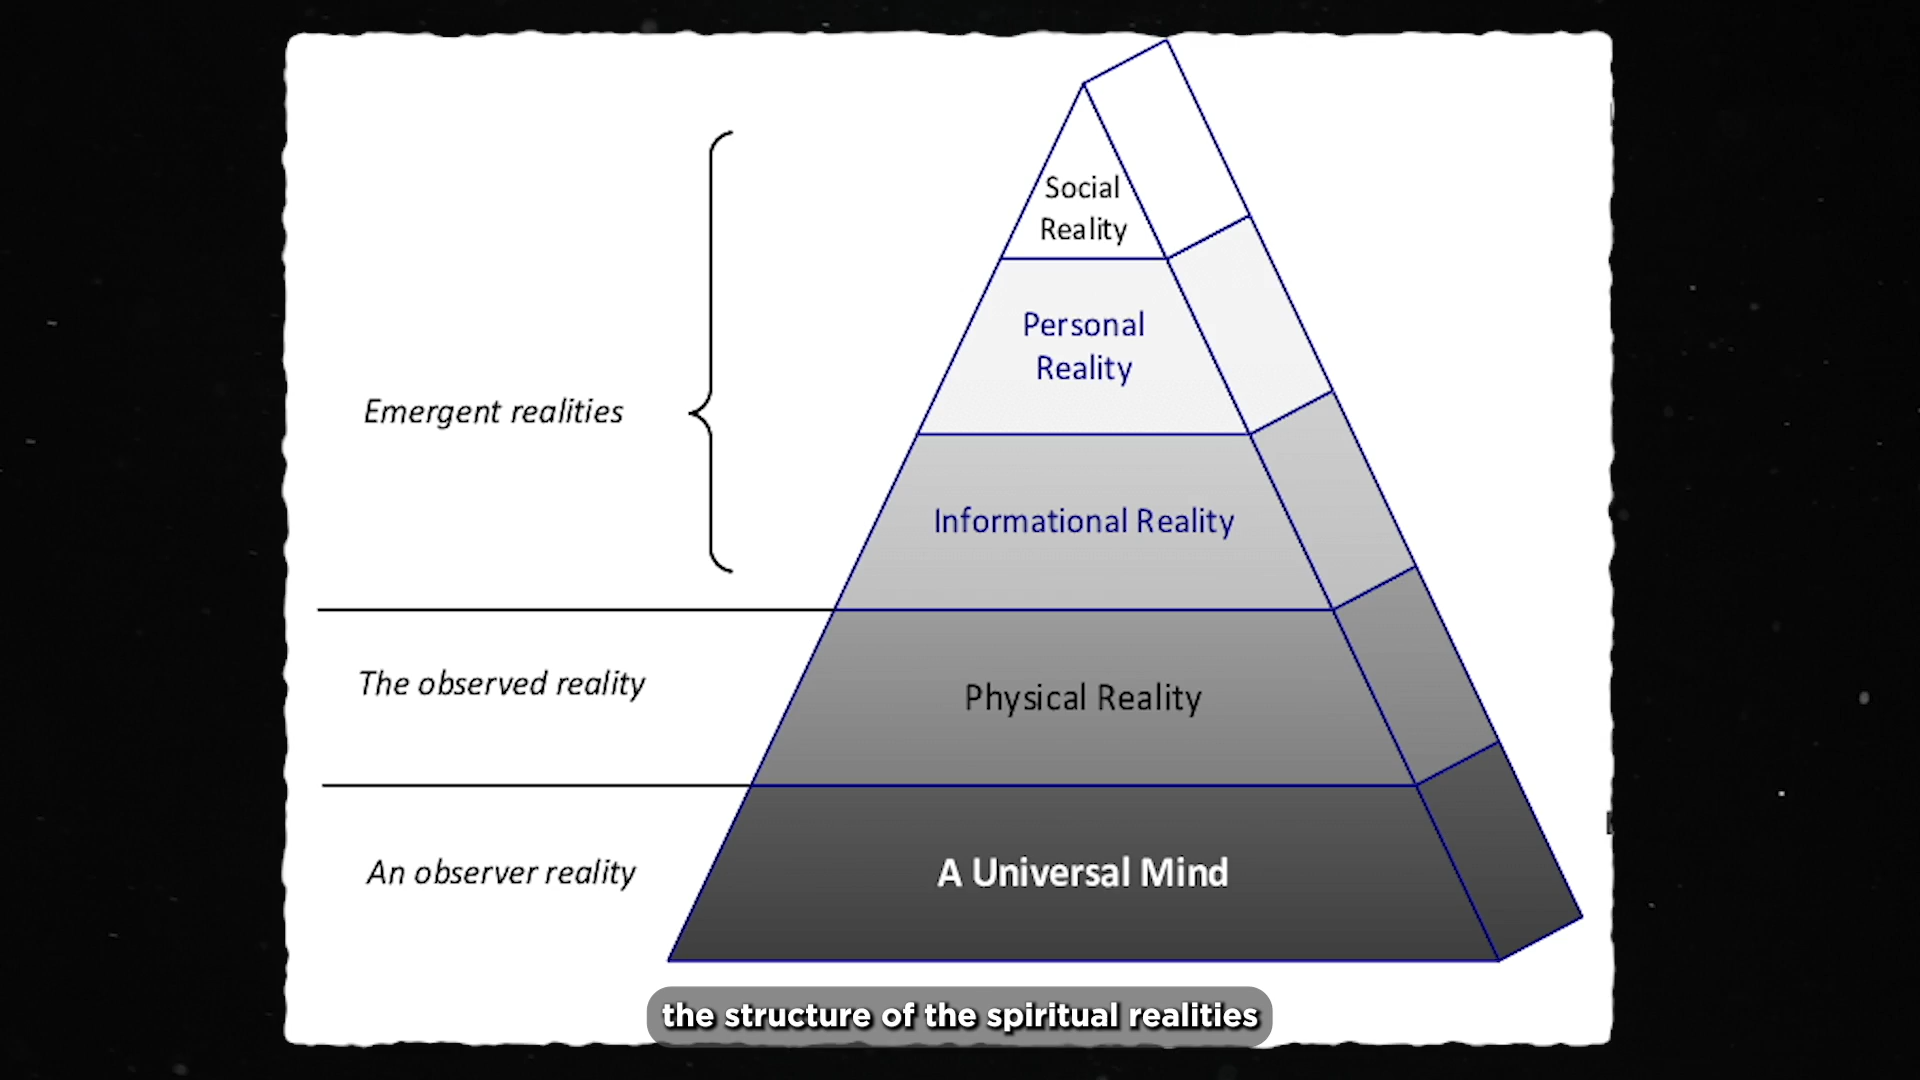 Social
Reality
Personal
Reality
Emergent realities
Informational Reality
The observed reality
Physical Reality
An observer reality
A Universal Mind
the structure of the spiritual realities